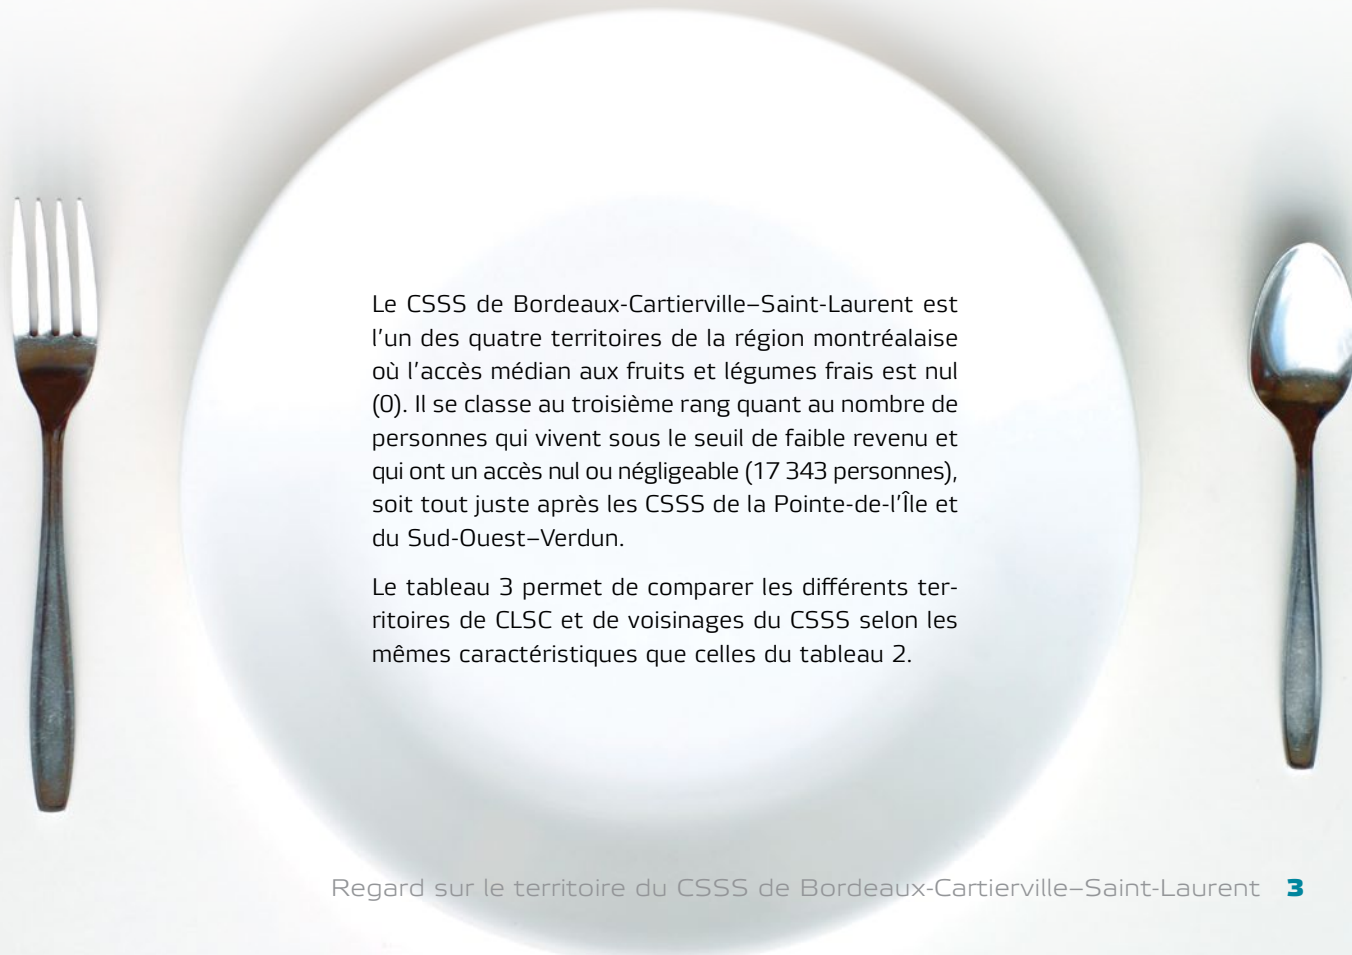 Le CSSS de Bordeaux-Cartierville–Saint-Laurent est
l’un des quatre territoires de la région montréalaise
où l’accès médian aux fruits et légumes frais est nul
(0). Il se classe au troisième rang quant au nombre de
personnes qui vivent sous le seuil de faible revenu et
qui ont un accès nul ou négligeable (17 343 personnes),
soit tout juste après les CSSS de la Pointe-de-l’Île et
du Sud-Ouest–Verdun.
Le tableau 3 permet de comparer les différents ter-
ritoires de CLSC et de voisinages du CSSS selon les
mêmes caractéristiques que celles du tableau 2.
Regard sur le territoire du CSSS de Bordeaux-Cartierville–Saint-Laurent 3